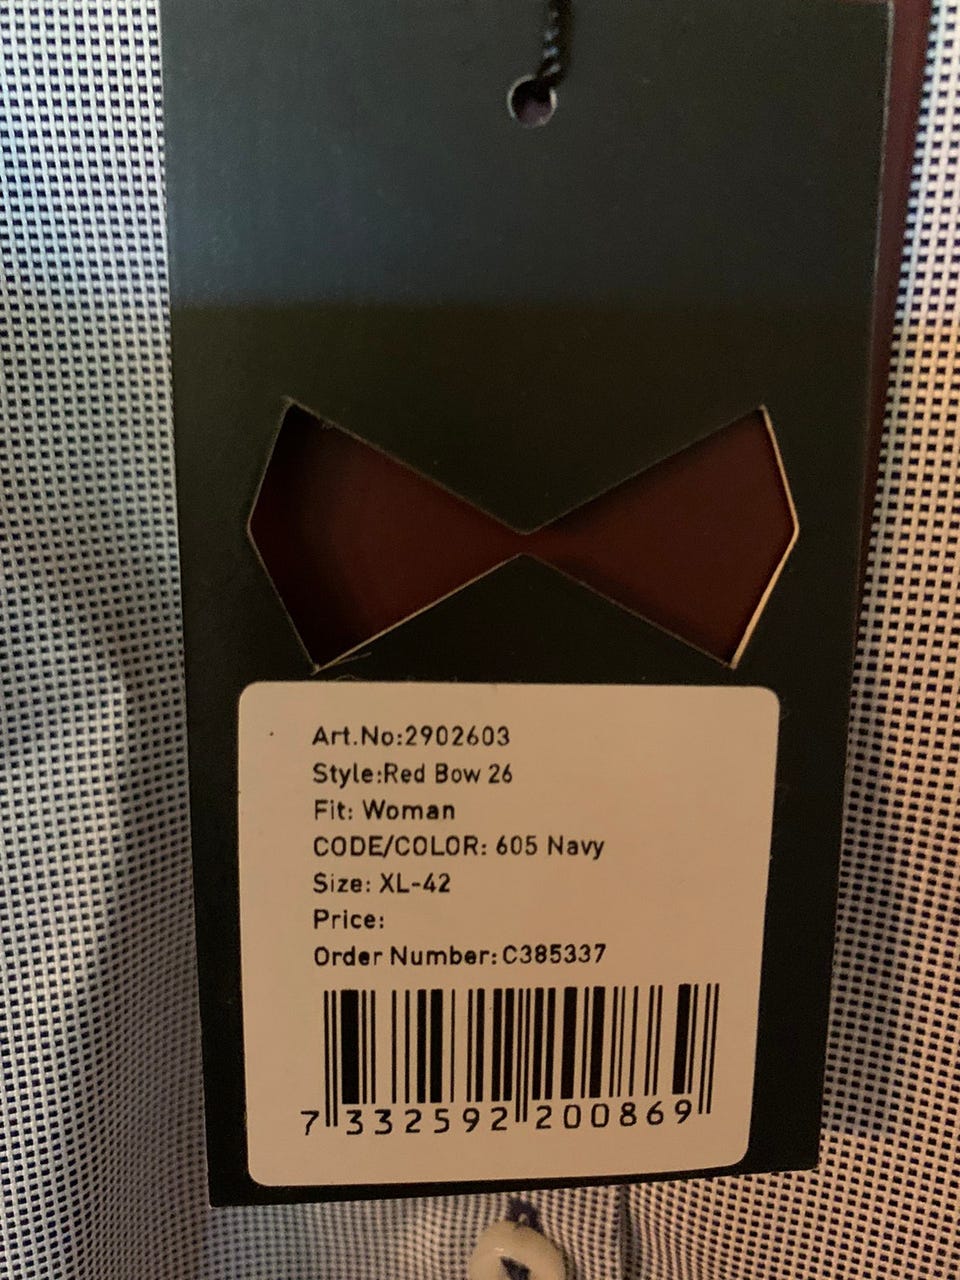 Art.No:2902603
Style:Red Bow 26
Fit: Woman
CODE/COLOR: 605 Navy
Size: XL-42
Price:
Order Number:C385337
7 332592 200869